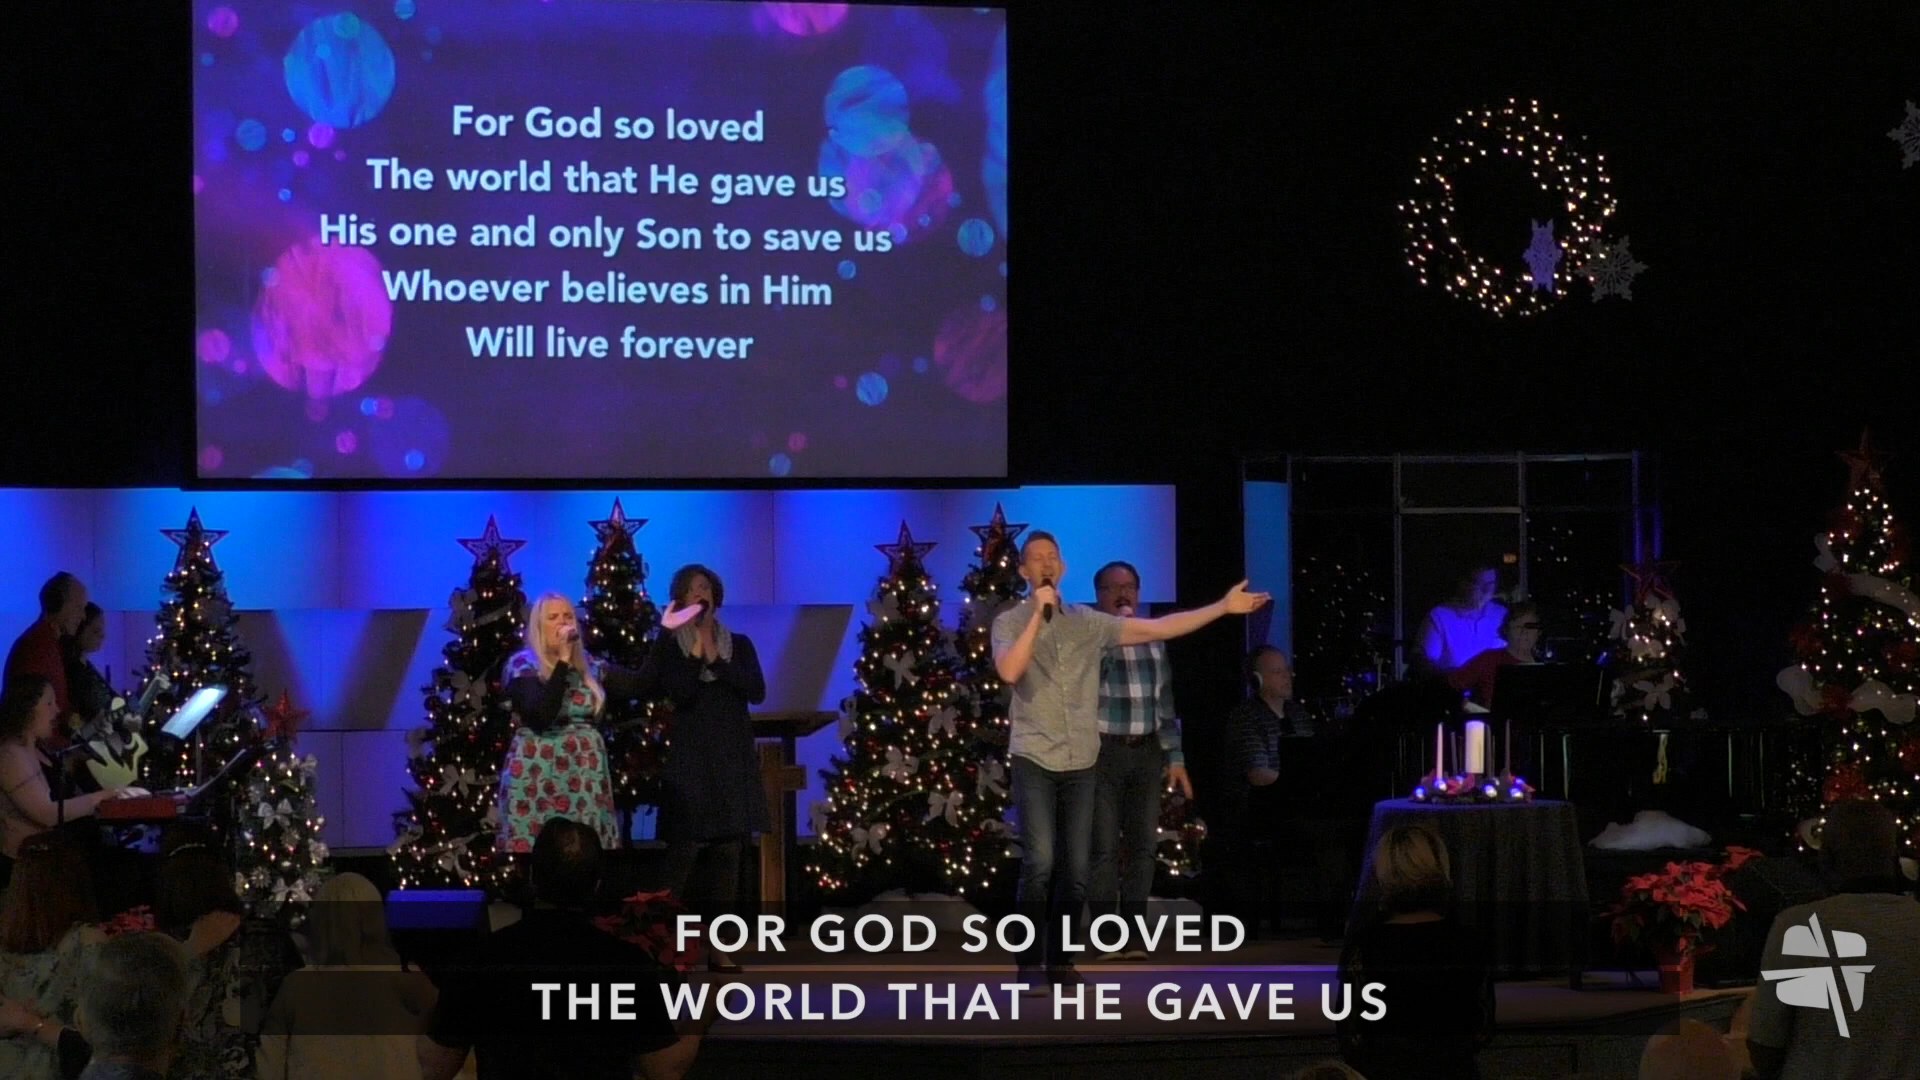 For God so loved
The world that He gave us
His one and only Son to save us
Whoever believes in Him
Will live forever
FOR GOD SO LOVED
THE WORLD THAT HE GAVE US